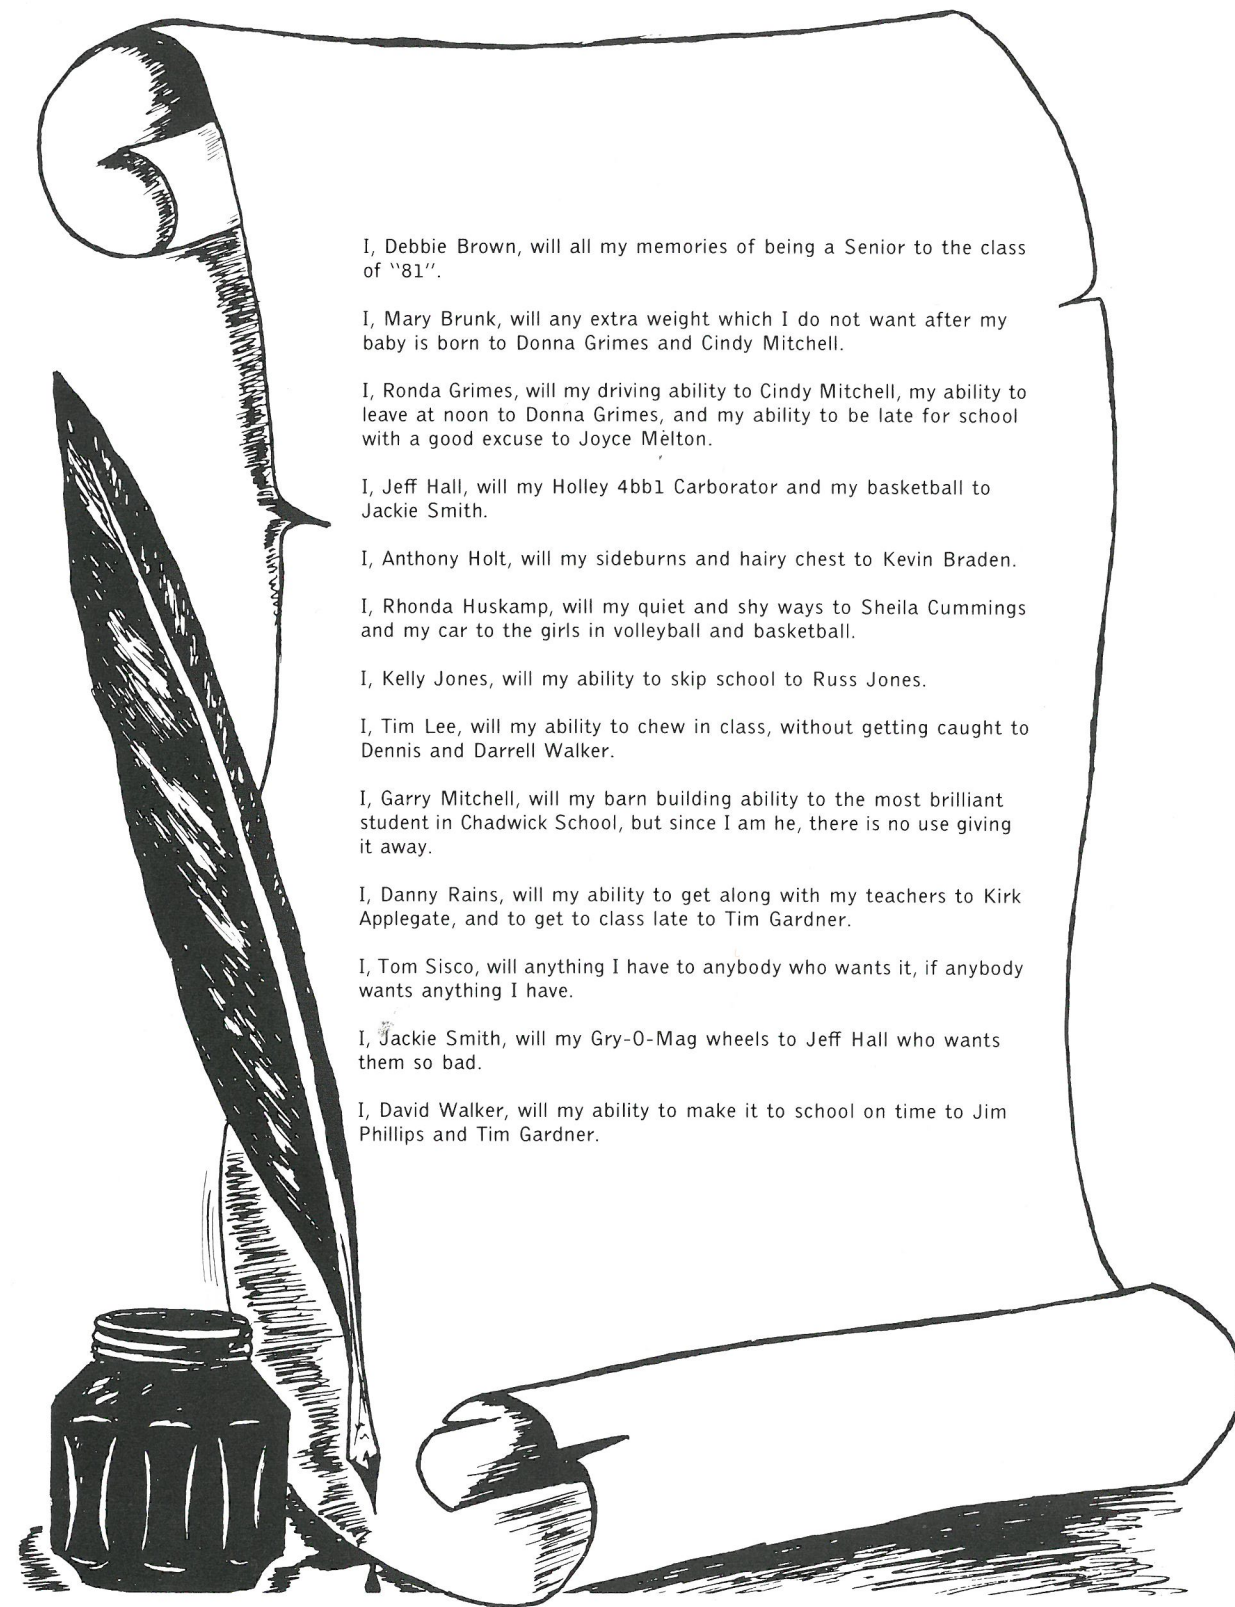 I, Debbie Brown, will all my memories of being a Senior to the class
of "81".
I, Mary Brunk, will any extra weight which I do not want after my
baby is born to Donna Grimes and Cindy Mitchell.
I, Ronda Grimes, will my driving ability to Cindy Mitchell, my ability to
leave at noon to Donna Grimes, and my ability to be late for school
with a good excuse to Joyce Melton.
I, Jeff Hall, will my Holley 4bbl Carborator and my basketball to
Jackie Smith.
I, Anthony Holt, will my sideburns and hairy chest to Kevin Braden.
I, Rhonda Huskamp, will my quiet and shy ways to Sheila Cummings
and my car to the girls in volleyball and basketball.
I, Kelly Jones, will my ability to skip school to Russ Jones.
I, Tim Lee, will my ability to chew in class, without getting caught to
Dennis and Darrell Walker.
I, Garry Mitchell, will my barn building ability to the most brilliant
student in Chadwick School, but since I am he, there is no use giving
it away.
I, Danny Rains, will my ability to get along with my teachers to Kirk
Applegate, and to get to class late to Tim Gardner.
I, Tom Sisco, will anything I have to anybody who wants it, if anybody
wants anything I have.
I, Jackie Smith, will my Gry-O-Mag wheels to Jeff Hall who wants
them so bad.
I, David Walker, will my ability to make it to school on time to Jim
Phillips and Tim Gardner.